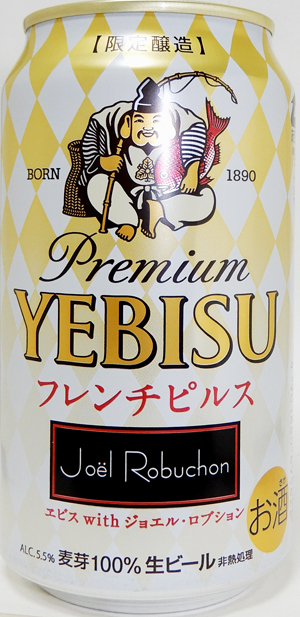 【限定醸造】
BORN 1890
Premium
YEBISU
フレンチピルス
Joël Robuchon
ヱビス with ジョエル・ロブション
お酒
ALC.5.5% 麦芽100% 生ビール 非熱処理